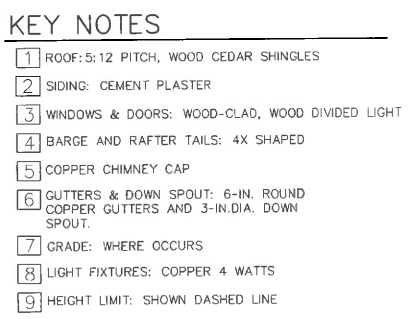 KEY NOTES
1 ROOF: 5:12 PITCH, WOOD CEDAR SHINGLES
2 SIDING: CEMENT PLASTER
3 WINDOWS & DOORS: WOOD-CLAD, WOOD DIVIDED LIGHT
4 BARGE AND RAFTER TAILS: 4X SHAPED
5 COPPER CHIMNEY CAP
6 GUTTERS & DOWN SPOUT: 6-IN. ROUND
COPPER GUTTERS AND 3-IN.DIA. DOWN
SPOUT.
7 GRADE: WHERE OCCURS
8 LIGHT FIXTURES: COPPER 4 WATTS
9 HEIGHT LIMIT: SHOWN DASHED LINE